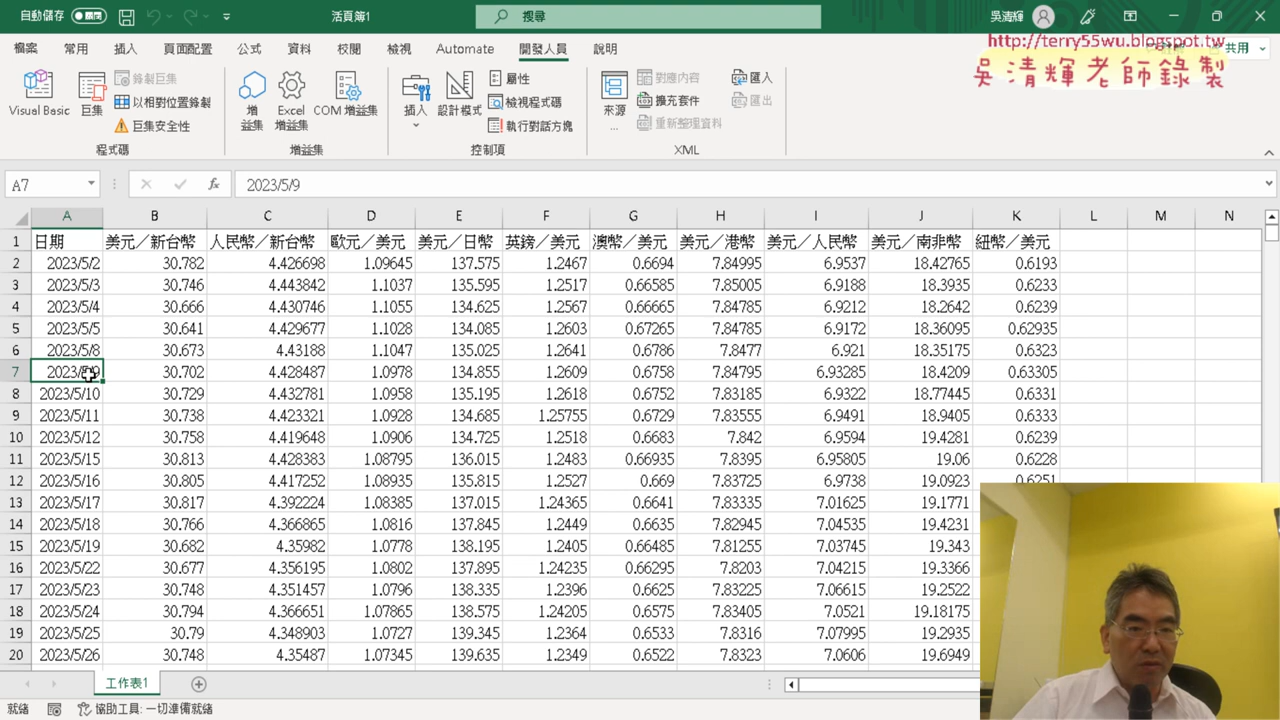 自動儲存 關閉 活頁簿1 搜尋 吳清輝
檔案 常用 插入 頁面配置 公式 資料 校閱 檢視 Automate 開發人員 說明 共用
http://terry55wu.blogspot.tw
吳清輝老師錄製
Visual Basic 巨集 錄製巨集 以相對位置錄製 巨集安全性 程式碼
增益集 Excel 增益集 COM 增益集 增益集
插入 設計模式 屬性 檢視程式碼 執行對話方塊 控制項
來源... 對應內容 擴充套件 重新整理資料 匯入 匯出 XML
A7 fx 2023/5/9
A B C D E F G H I J K L M N
1 日期 美元／新台幣 人民幣／新台幣 歐元／美元 美元／日幣 英鎊／美元 澳幣／美元 美元／港幣 美元／人民幣 美元／南非幣 紐幣／美元
2 2023/5/2 30.782 4.426698 1.09645 137.575 1.2467 0.6694 7.84995 6.9537 18.42765 0.6193
3 2023/5/3 30.746 4.443842 1.1037 135.595 1.2517 0.66585 7.85005 6.9188 18.3935 0.6233
4 2023/5/4 30.666 4.430746 1.1055 134.625 1.2567 0.66665 7.84785 6.9212 18.2642 0.6239
5 2023/5/5 30.641 4.429677 1.1028 134.085 1.2603 0.67265 7.84785 6.9172 18.36095 0.62935
6 2023/5/8 30.673 4.43188 1.1047 135.025 1.2641 0.6786 7.8477 6.921 18.35175 0.6323
7 2023/5/9 30.702 4.428487 1.0978 134.855 1.2609 0.6758 7.84795 6.93285 18.4209 0.63305
8 2023/5/10 30.729 4.432781 1.0958 135.195 1.2618 0.6752 7.83185 6.9322 18.77445 0.6331
9 2023/5/11 30.738 4.423321 1.0928 134.685 1.25755 0.6729 7.83555 6.9491 18.9405 0.6333
10 2023/5/12 30.758 4.419648 1.0906 134.725 1.2518 0.6683 7.842 6.9594 19.4281 0.6239
11 2023/5/15 30.813 4.428383 1.08795 136.015 1.2483 0.66935 7.8395 6.95805 19.06 0.6228
12 2023/5/16 30.805 4.417252 1.08935 135.815 1.2527 0.669 7.83725 6.9738 19.0923 0.6251
13 2023/5/17 30.817 4.392224 1.08385 137.015 1.24365 0.6641 7.83335 7.01625 19.1771
14 2023/5/18 30.766 4.366865 1.0816 137.845 1.2449 0.6635 7.82945 7.04535 19.4231
15 2023/5/19 30.682 4.35982 1.0778 138.195 1.2405 0.66485 7.81255 7.03745 19.343
16 2023/5/22 30.677 4.356195 1.0802 137.895 1.24235 0.66295 7.8203 7.04215 19.3366
17 2023/5/23 30.748 4.351457 1.0796 138.335 1.2396 0.6625 7.83225 7.06615 19.2522
18 2023/5/24 30.794 4.366651 1.07865 138.575 1.24205 0.6575 7.83405 7.0521 19.18175
19 2023/5/25 30.79 4.348903 1.0727 139.345 1.2364 0.6533 7.8316 7.07995 19.2935
20 2023/5/26 30.748 4.35487 1.07345 139.635 1.2349 0.6522 7.8323 7.0606 19.6949
工作表1
就緒 協助工具: 一切準備就緒